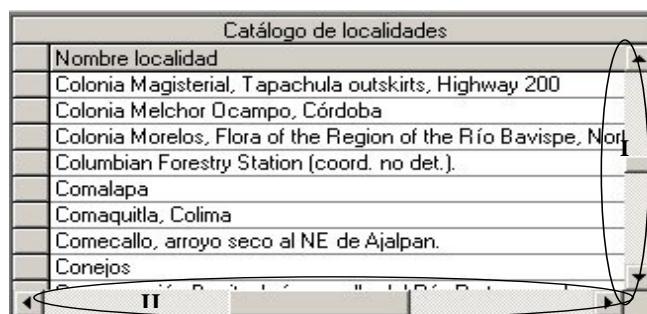 Catálogo de localidades
Nombre localidad
Colonia Magisterial, Tapachula outskirts, Highway 200
Colonia Melchor Ocampo, Córdoba
Colonia Morelos, Flora of the Region of the Río Bavispe, Nor
I
Columbian Forestry Station (coord. no det.).
Comalapa
Comaquitla, Colima
Comecallo, arroyo seco al NE de Ajalpan.
Conejos
II